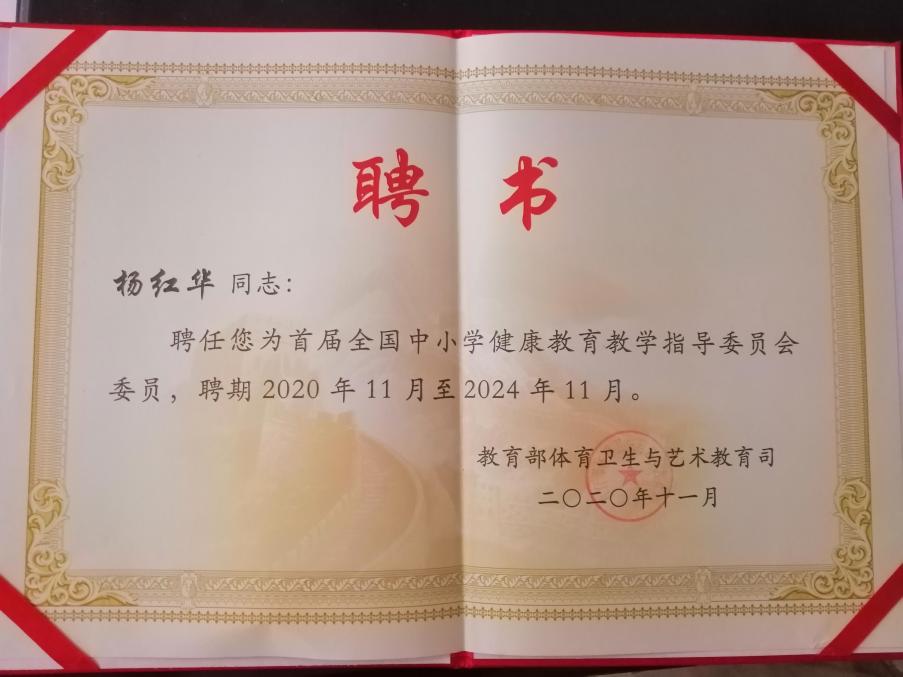 聘书
杨红华 同志：
聘任您为首届全国中小学健康教育教学指导委员会
委员，聘期 2020 年 11 月至 2024 年 11 月。
教育部体育卫生与艺术教育司
二〇二〇年十一月